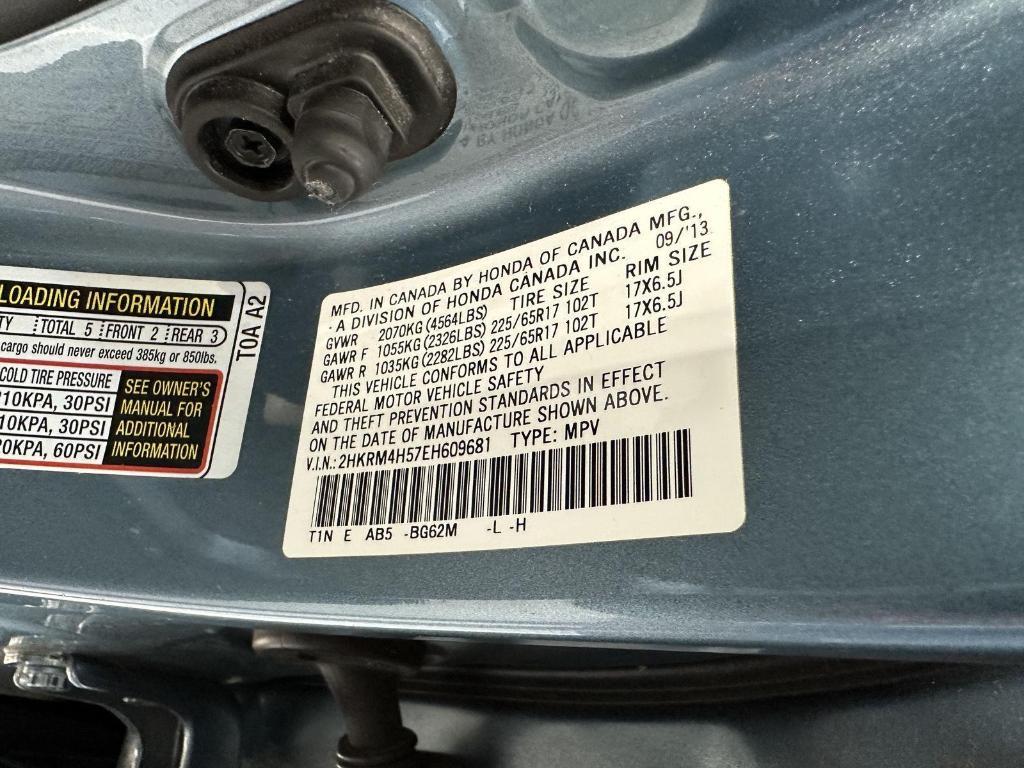 LOADING INFORMATION
TY TOTAL 5 FRONT 2 REAR 3
cargo should never exceed 385kg or 850lbs.
COLD TIRE PRESSURE
10KPA, 30PSI
10KPA, 30PSI
0KPA, 60PSI
SEE OWNER'S
MANUAL FOR
ADDITIONAL
INFORMATION
T0A A2
MFD. IN CANADA BY HONDA OF CANADA MFG.,
A DIVISION OF HONDA CANADA INC. 09/'13
GVWR 2070KG(4564LBS) TIRE SIZE RIM SIZE
GAWR F 1055KG(2326LBS) 225/65R17 102T 17X6.5J
GAWR R 1035KG(2282LBS) 225/65R17 102T 17X6.5J
THIS VEHICLE CONFORMS TO ALL APPLICABLE
FEDERAL MOTOR VEHICLE SAFETY
AND THEFT PREVENTION STANDARDS IN EFFECT
ON THE DATE OF MANUFACTURE SHOWN ABOVE.
V.I.N.: 2HKRM4H57EH609681 TYPE: MPV
T1N E AB5 -BG62M -L -H